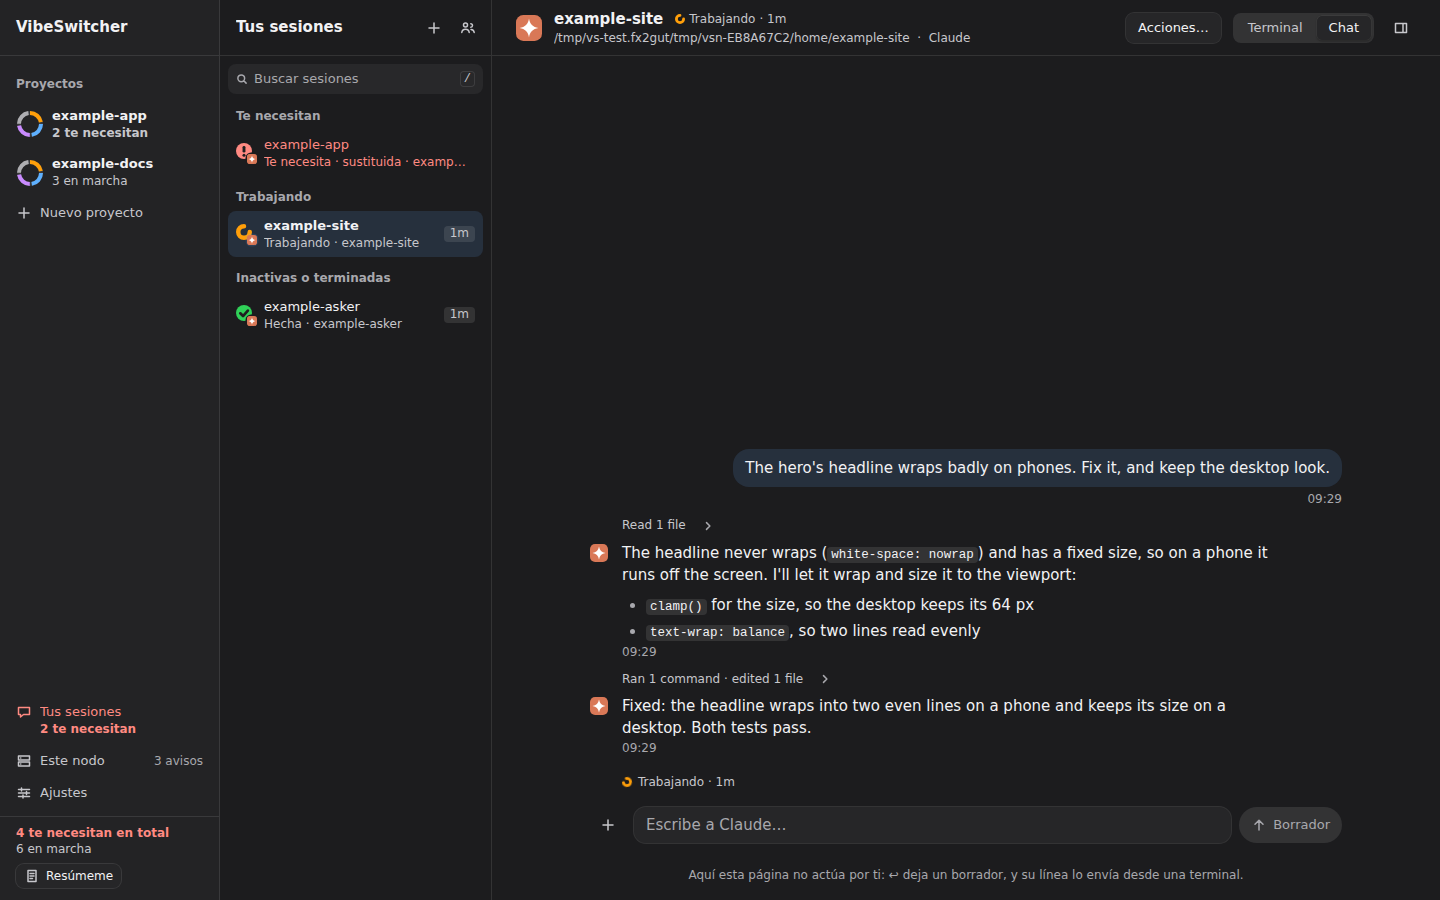 VibeSwitcher
Proyectos
example-app
2 te necesitan
example-docs
3 en marcha
Nuevo proyecto
Tus sesiones
2 te necesitan
Este nodo
3 avisos
Ajustes
4 te necesitan en total
6 en marcha
Resúmeme
Tus sesiones
Buscar sesiones
/
Te necesitan
example-app
Te necesita · sustituida · examp…
Trabajando
example-site
Trabajando · example-site
1m
Inactivas o terminadas
example-asker
Hecha · example-asker
1m
example-site
Trabajando · 1m
/tmp/vs-test.fx2gut/tmp/vsn-EB8A67C2/home/example-site · Claude
Acciones…
Terminal
Chat
The hero's headline wraps badly on phones. Fix it, and keep the desktop look.
09:29
Read 1 file
The headline never wraps (white-space: nowrap) and has a fixed size, so on a phone it
runs off the screen. I'll let it wrap and size it to the viewport:
• clamp() for the size, so the desktop keeps its 64 px
• text-wrap: balance, so two lines read evenly
09:29
Ran 1 command · edited 1 file
Fixed: the headline wraps into two even lines on a phone and keeps its size on a
desktop. Both tests pass.
09:29
Trabajando · 1m
Escribe a Claude…
Borrador
Aquí esta página no actúa por ti: ↩ deja un borrador, y su línea lo envía desde una terminal.